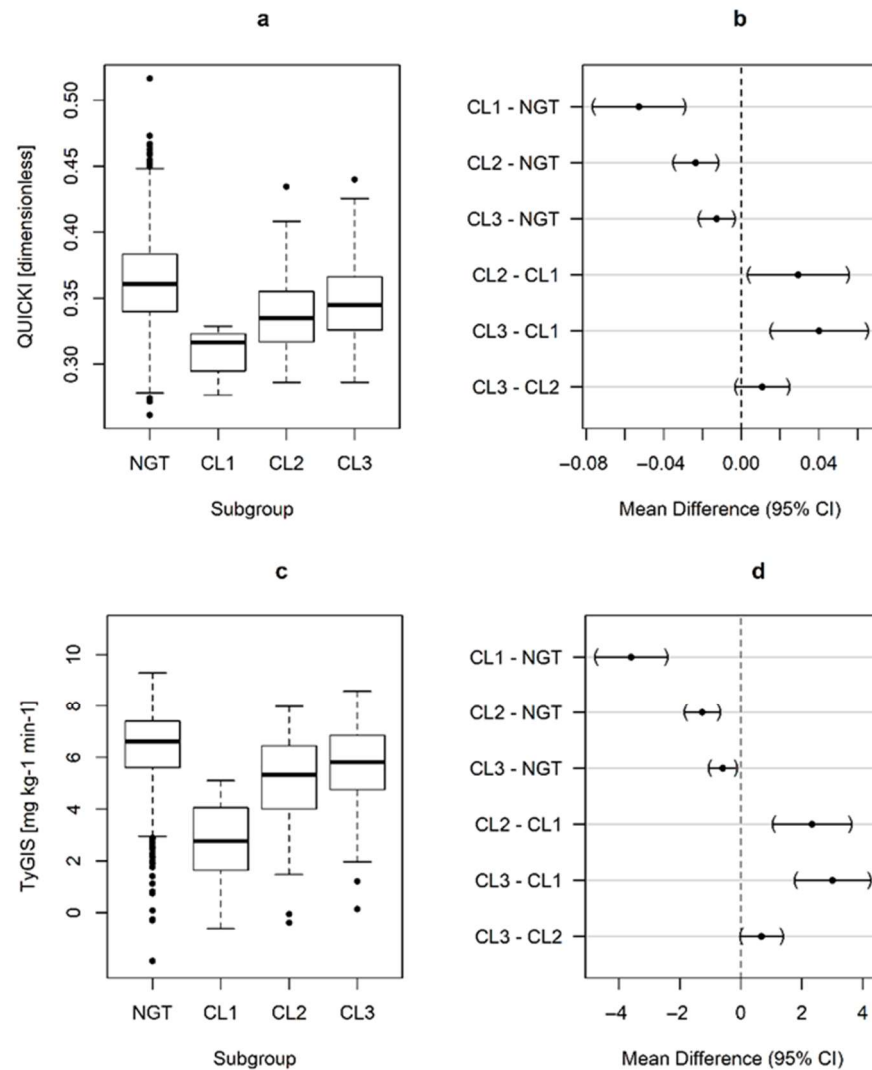 a
QUICKI [dimensionless]
0.50
0.45
0.40
0.35
0.30
NGT CL1 CL2 CL3
Subgroup
b
CL1 - NGT
CL2 - NGT
CL3 - NGT
CL2 - CL1
CL3 - CL1
CL3 - CL2
−0.08 −0.04 0.00 0.04
Mean Difference (95% CI)
c
TyGIS [mg kg-1 min-1]
10
8
6
4
2
0
NGT CL1 CL2 CL3
Subgroup
d
CL1 - NGT
CL2 - NGT
CL3 - NGT
CL2 - CL1
CL3 - CL1
CL3 - CL2
−4 −2 0 2 4
Mean Difference (95% CI)